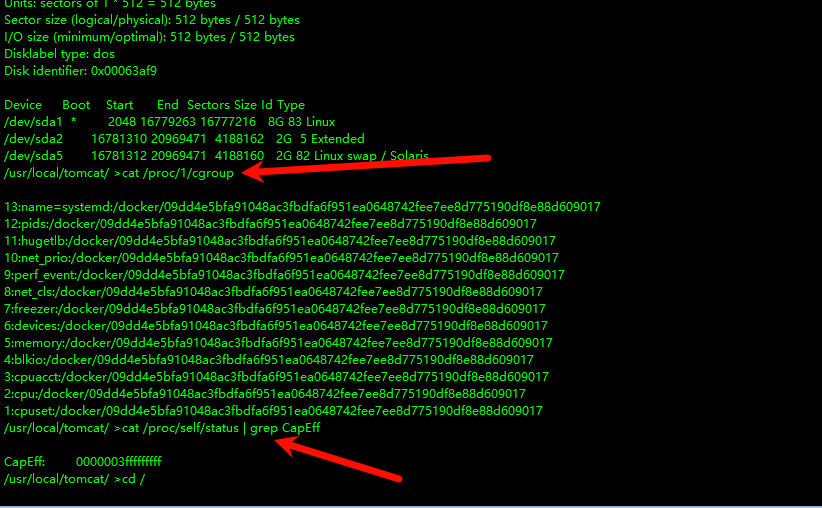 Units: sectors of 1 * 512 = 512 bytes
Sector size (logical/physical): 512 bytes / 512 bytes
I/O size (minimum/optimal): 512 bytes / 512 bytes
Disklabel type: dos
Disk identifier: 0x00063af9
Device Boot Start End Sectors Size Id Type
/dev/sda1 * 2048 16779263 16777216 8G 83 Linux
/dev/sda2 16781310 20969471 4188162 2G 5 Extended
/dev/sda5 16781312 20969471 4188160 2G 82 Linux swap / Solaris
/usr/local/tomcat/ >cat /proc/1/cgroup
13:name=systemd:/docker/09dd4e5bfa91048ac3fbdfa6f951ea0648742fee7ee8d775190df8e88d609017
12:pids:/docker/09dd4e5bfa91048ac3fbdfa6f951ea0648742fee7ee8d775190df8e88d609017
11:hugetlb:/docker/09dd4e5bfa91048ac3fbdfa6f951ea0648742fee7ee8d775190df8e88d609017
10:net_prio:/docker/09dd4e5bfa91048ac3fbdfa6f951ea0648742fee7ee8d775190df8e88d609017
9:perf_event:/docker/09dd4e5bfa91048ac3fbdfa6f951ea0648742fee7ee8d775190df8e88d609017
8:net_cls:/docker/09dd4e5bfa91048ac3fbdfa6f951ea0648742fee7ee8d775190df8e88d609017
7:freezer:/docker/09dd4e5bfa91048ac3fbdfa6f951ea0648742fee7ee8d775190df8e88d609017
6:devices:/docker/09dd4e5bfa91048ac3fbdfa6f951ea0648742fee7ee8d775190df8e88d609017
5:memory:/docker/09dd4e5bfa91048ac3fbdfa6f951ea0648742fee7ee8d775190df8e88d609017
4:blkio:/docker/09dd4e5bfa91048ac3fbdfa6f951ea0648742fee7ee8d775190df8e88d609017
3:cpuacct:/docker/09dd4e5bfa91048ac3fbdfa6f951ea0648742fee7ee8d775190df8e88d609017
2:cpu:/docker/09dd4e5bfa91048ac3fbdfa6f951ea0648742fee7ee8d775190df8e88d609017
1:cpuset:/docker/09dd4e5bfa91048ac3fbdfa6f951ea0648742fee7ee8d775190df8e88d609017
/usr/local/tomcat/ >cat /proc/self/status | grep CapEff
CapEff: 0000003fffffffff
/usr/local/tomcat/ >cd /